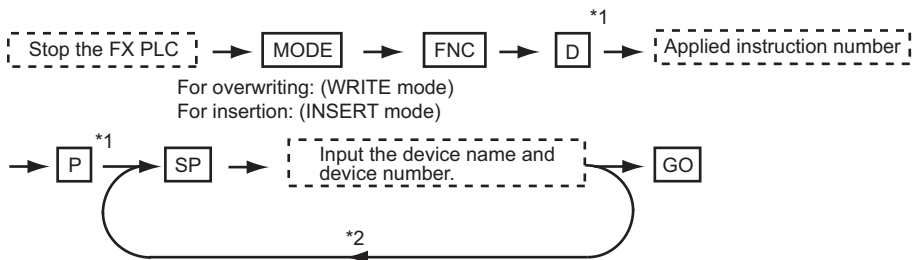 *1
Stop the FX PLC MODE FNC D Applied instruction number
For overwriting: (WRITE mode)
For insertion: (INSERT mode)
*1
P SP Input the device name and device number. GO
*2